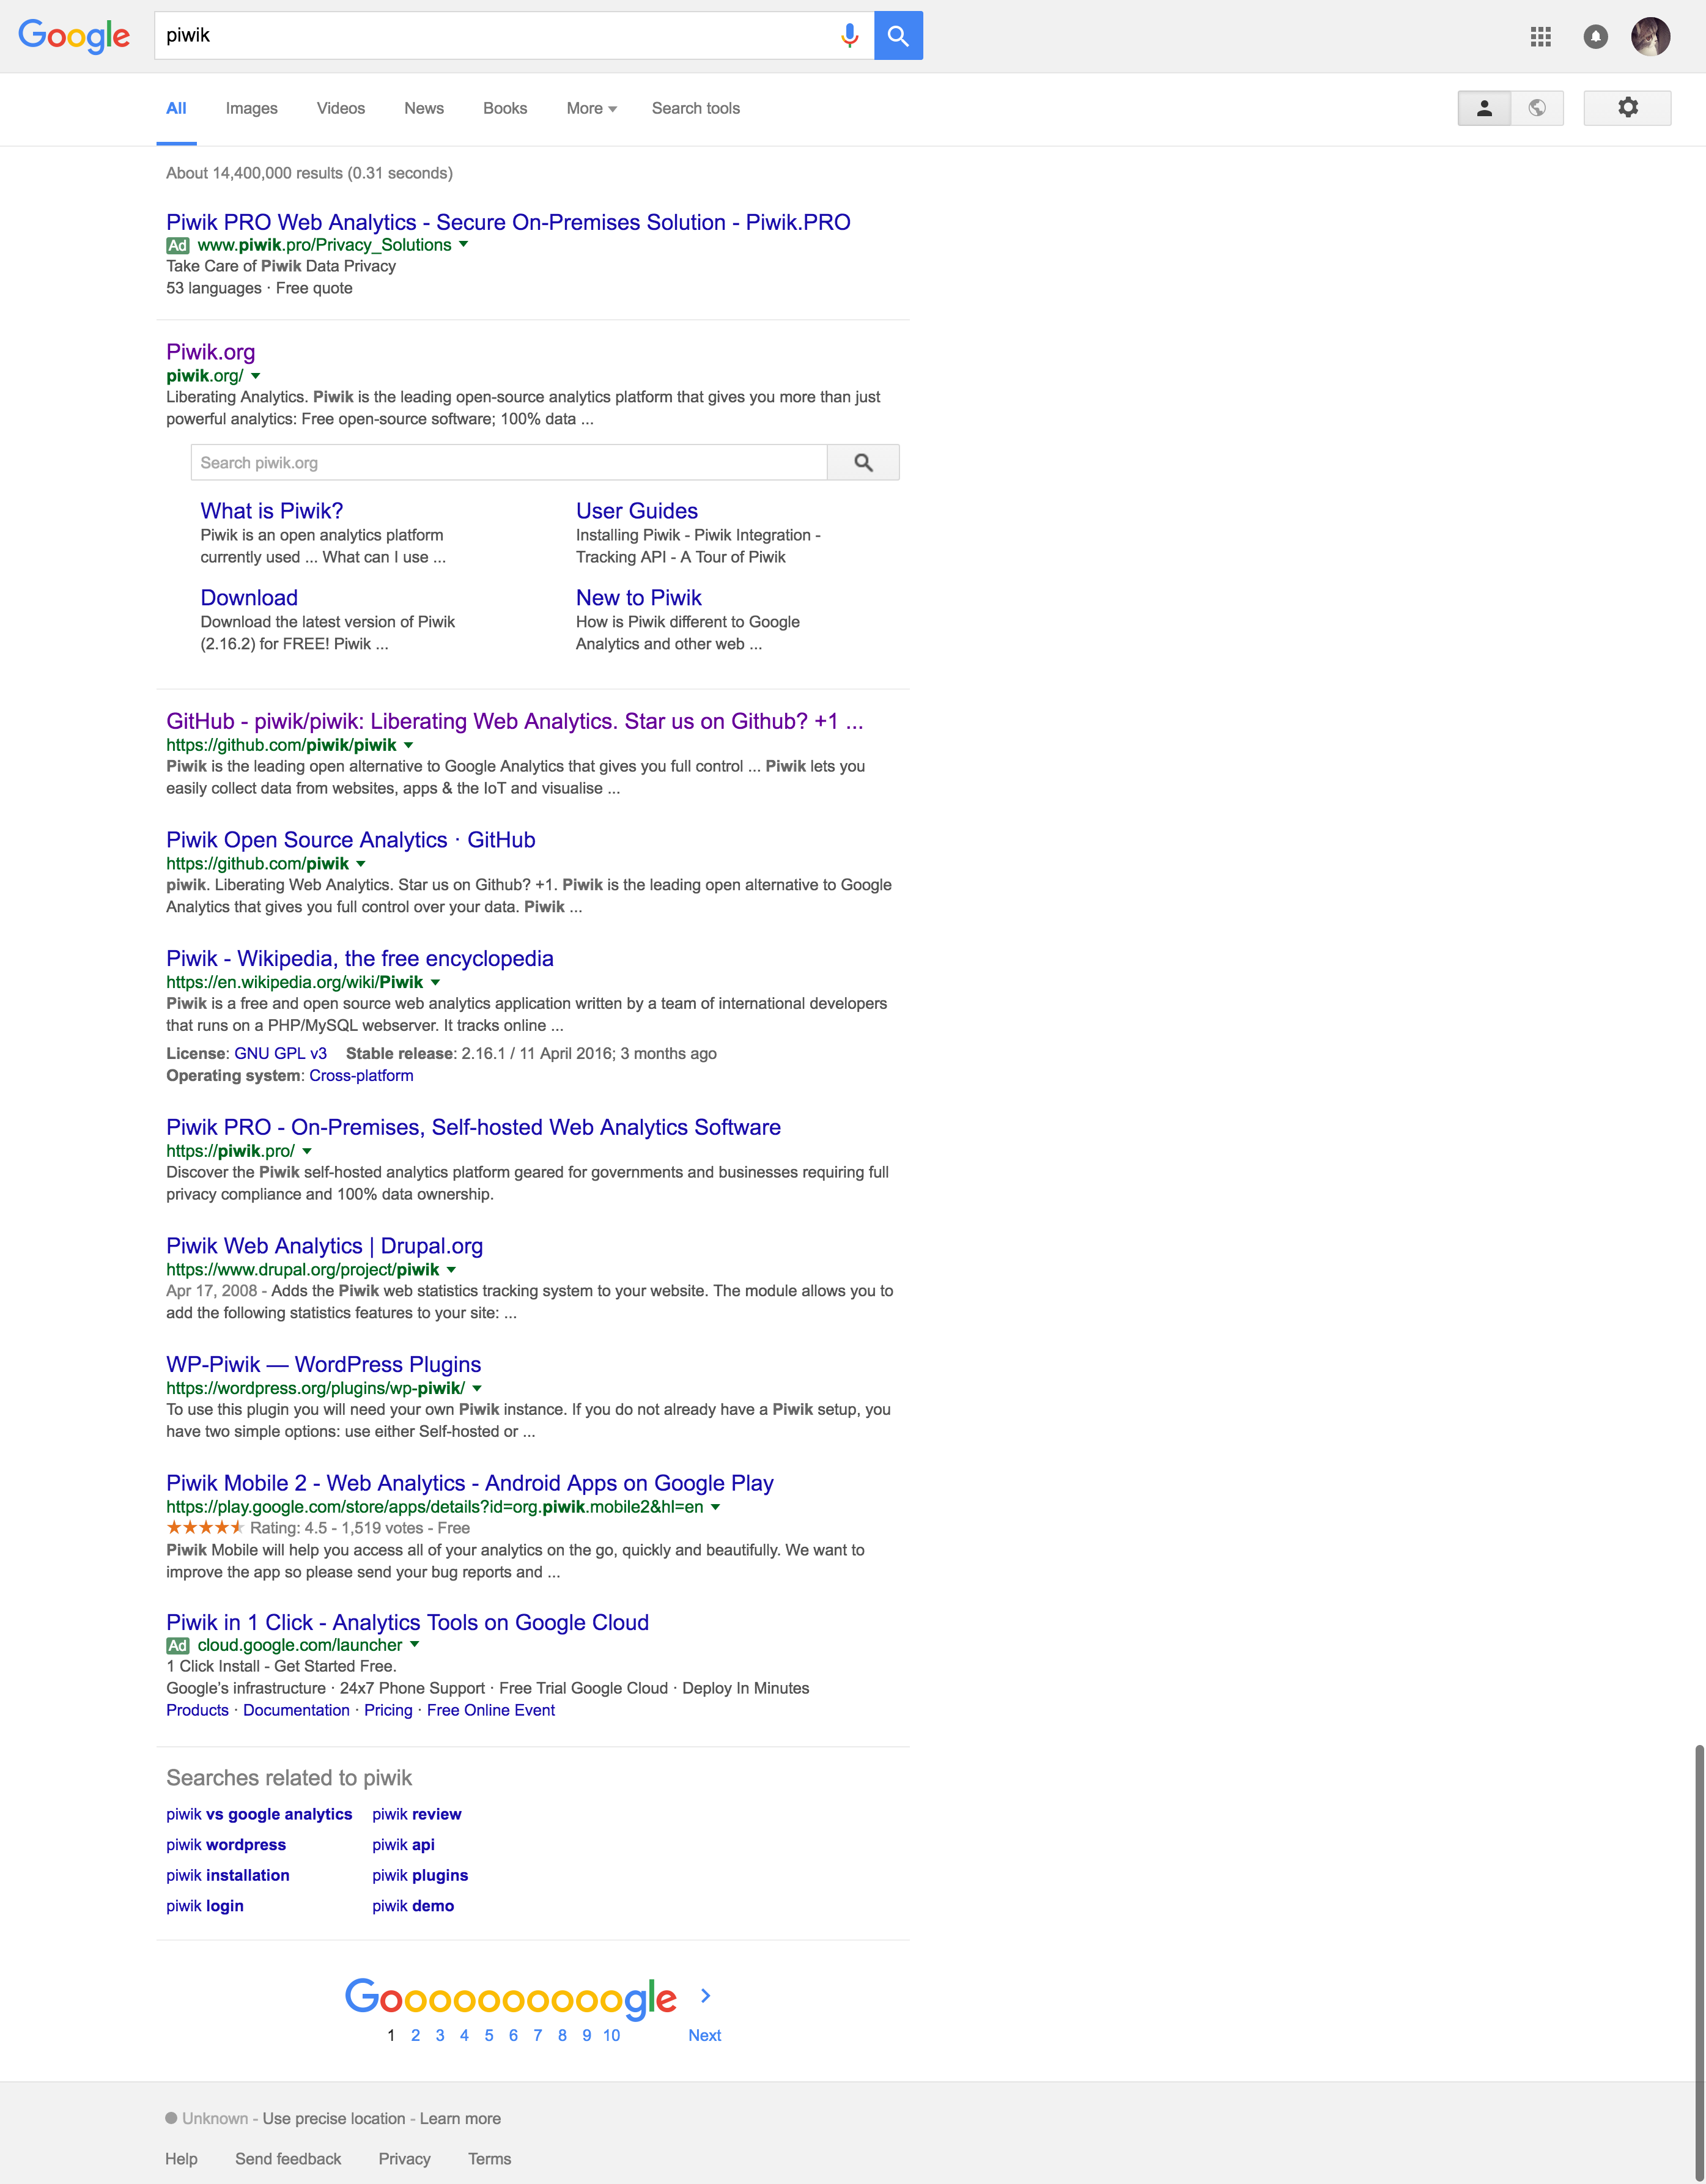 Google
piwik
All Images Videos News Books More Search tools
About 14,400,000 results (0.31 seconds)
Piwik PRO Web Analytics - Secure On-Premises Solution - Piwik.PRO
Ad www.piwik.pro/Privacy_Solutions
Take Care of Piwik Data Privacy
53 languages · Free quote
Piwik.org
piwik.org/
Liberating Analytics. Piwik is the leading open-source analytics platform that gives you more than just
powerful analytics: Free open-source software; 100% data ...
Search piwik.org
What is Piwik?
Piwik is an open analytics platform
currently used ... What can I use ...
User Guides
Installing Piwik - Piwik Integration -
Tracking API - A Tour of Piwik
Download
Download the latest version of Piwik
(2.16.2) for FREE! Piwik ...
New to Piwik
How is Piwik different to Google
Analytics and other web ...
GitHub - piwik/piwik: Liberating Web Analytics. Star us on Github? +1 ...
https://github.com/piwik/piwik
Piwik is the leading open alternative to Google Analytics that gives you full control ... Piwik lets you
easily collect data from websites, apps & the IoT and visualise ...
Piwik Open Source Analytics · GitHub
https://github.com/piwik
piwik. Liberating Web Analytics. Star us on Github? +1. Piwik is the leading open alternative to Google
Analytics that gives you full control over your data. Piwik ...
Piwik - Wikipedia, the free encyclopedia
https://en.wikipedia.org/wiki/Piwik
Piwik is a free and open source web analytics application written by a team of international developers
that runs on a PHP/MySQL webserver. It tracks online ...
License: GNU GPL v3 Stable release: 2.16.1 / 11 April 2016; 3 months ago
Operating system: Cross-platform
Piwik PRO - On-Premises, Self-hosted Web Analytics Software
https://piwik.pro/
Discover the Piwik self-hosted analytics platform geared for governments and businesses requiring full
privacy compliance and 100% data ownership.
Piwik Web Analytics | Drupal.org
https://www.drupal.org/project/piwik
Apr 17, 2008 - Adds the Piwik web statistics tracking system to your website. The module allows you to
add the following statistics features to your site: ...
WP-Piwik — WordPress Plugins
https://wordpress.org/plugins/wp-piwik/
To use this plugin you will need your own Piwik instance. If you do not already have a Piwik setup, you
have two simple options: use either Self-hosted or ...
Piwik Mobile 2 - Web Analytics - Android Apps on Google Play
https://play.google.com/store/apps/details?id=org.piwik.mobile2&hl=en
Rating: 4.5 - 1,519 votes - Free
Piwik Mobile will help you access all of your analytics on the go, quickly and beautifully. We want to
improve the app so please send your bug reports and ...
Piwik in 1 Click - Analytics Tools on Google Cloud
Ad cloud.google.com/launcher
1 Click Install - Get Started Free.
Google's infrastructure · 24x7 Phone Support · Free Trial Google Cloud · Deploy In Minutes
Products · Documentation · Pricing · Free Online Event
Searches related to piwik
piwik vs google analytics piwik review
piwik wordpress piwik api
piwik installation piwik plugins
piwik login piwik demo
Goooooooooogle
1 2 3 4 5 6 7 8 9 10 Next
Unknown - Use precise location - Learn more
Help Send feedback Privacy Terms